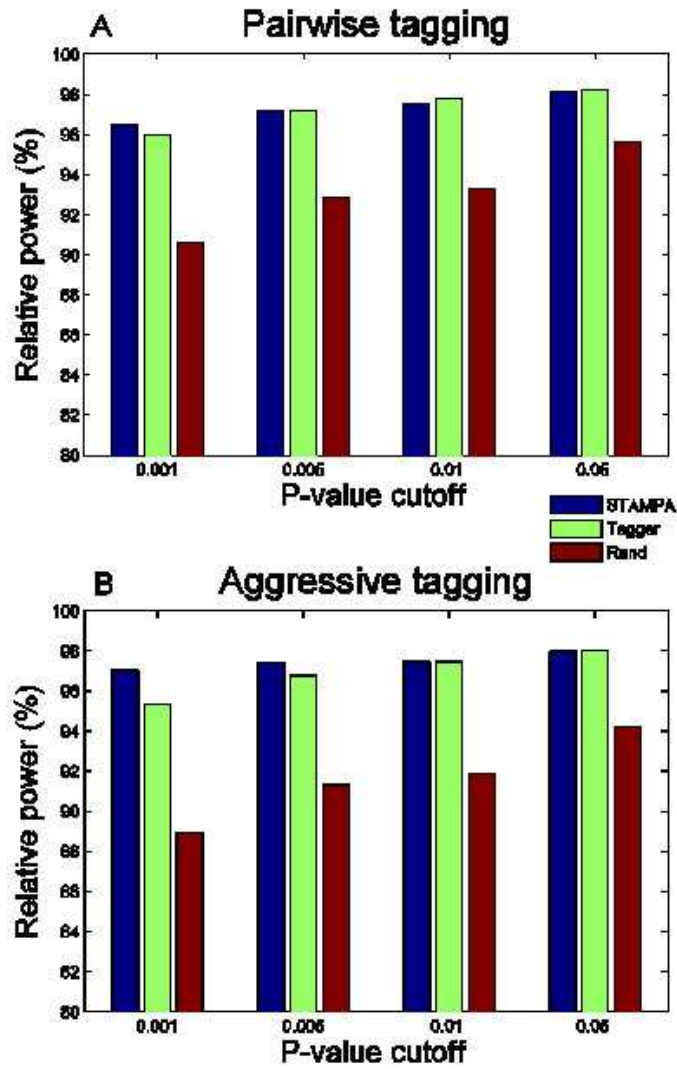 A Pairwise tagging
100
98
96
94
92
90
88
86
84
82
80
Relative power (%)
0.001 0.005 0.01 0.05
P-value cutoff
STAMPA
Tagger
Rand
B Aggressive tagging
100
98
96
94
92
90
88
86
84
82
80
Relative power (%)
0.001 0.005 0.01 0.05
P-value cutoff